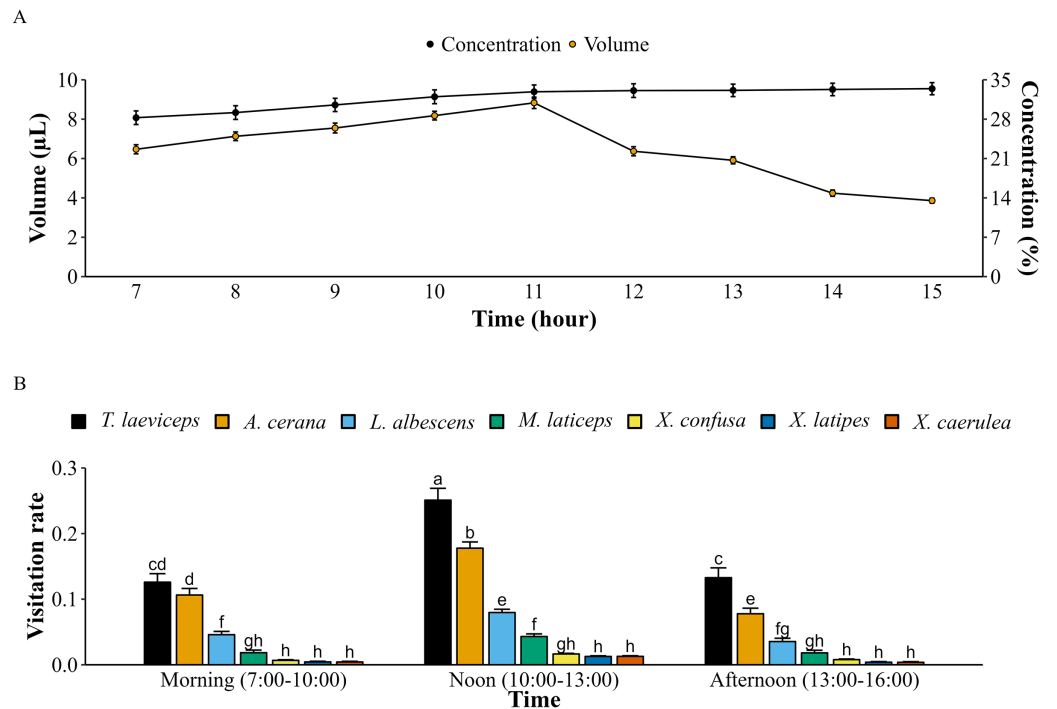 A
Concentration Volume
10 35
8 28
6 21
4 14
2 7
0 0
Volume (µL)
Concentration (%)
7 8 9 10 11 12 13 14 15
Time (hour)
B
T. laeviceps A. cerana L. albescens M. laticeps X. confusa X. latipes X. caerulea
0.3
0.2
0.1
0.0
Visitation rate
cd d f gh h h h
a b e f gh h h
c e fg gh h h h
Morning (7:00-10:00) Noon (10:00-13:00) Afternoon (13:00-16:00)
Time